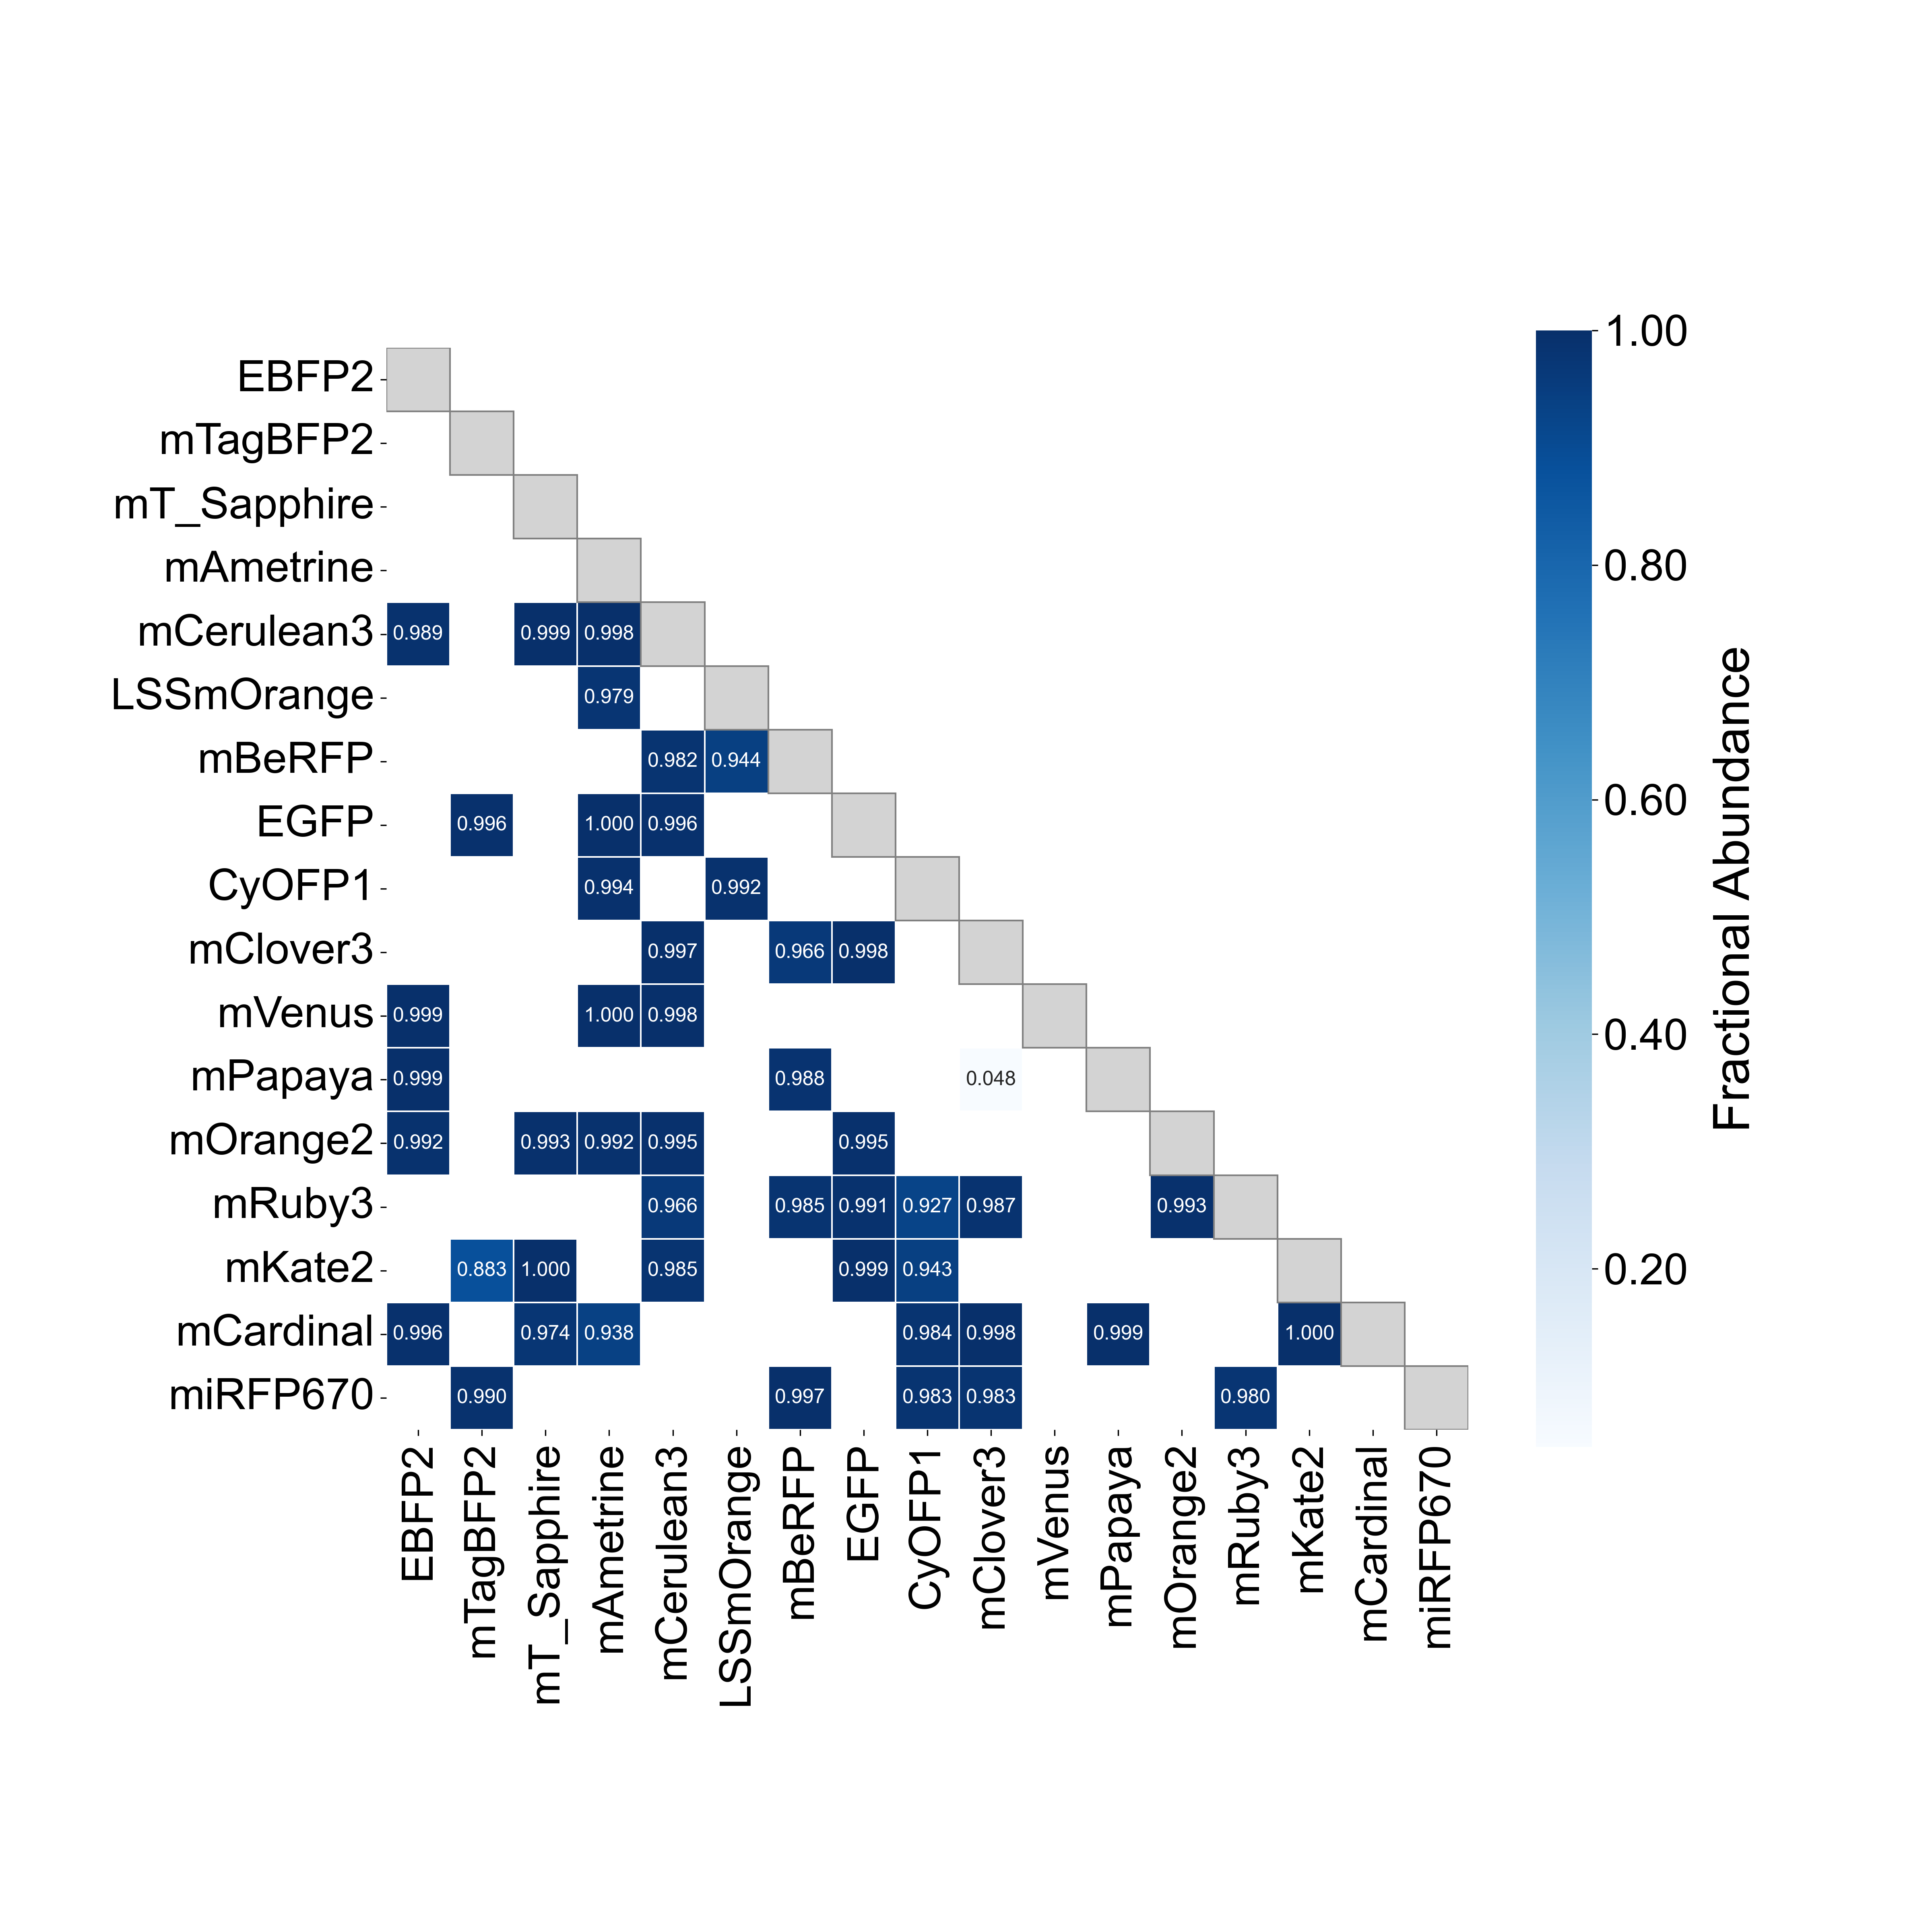 EBFP2
mTagBFP2
mT_Sapphire
mAmetrine
mCerulean3 0.989 0.999 0.998
LSSmOrange 0.979
mBeRFP 0.982 0.944
EGFP 0.996 1.000 0.996
CyOFP1 0.994 0.992
mClover3 0.997 0.966 0.998
mVenus 0.999 1.000 0.998
mPapaya 0.999 0.988 0.048
mOrange2 0.992 0.993 0.992 0.995 0.995
mRuby3 0.966 0.985 0.991 0.927 0.987 0.993
mKate2 0.883 1.000 0.985 0.999 0.943
mCardinal 0.996 0.974 0.938 0.984 0.998 0.999 1.000
miRFP670 0.990 0.997 0.983 0.983 0.980
EBFP2
mTagBFP2
mT_Sapphire
mAmetrine
mCerulean3
LSSmOrange
mBeRFP
EGFP
CyOFP1
mClover3
mVenus
mPapaya
mOrange2
mRuby3
mKate2
mCardinal
miRFP670
1.00
0.80
0.60
0.40
0.20
Fractional Abundance